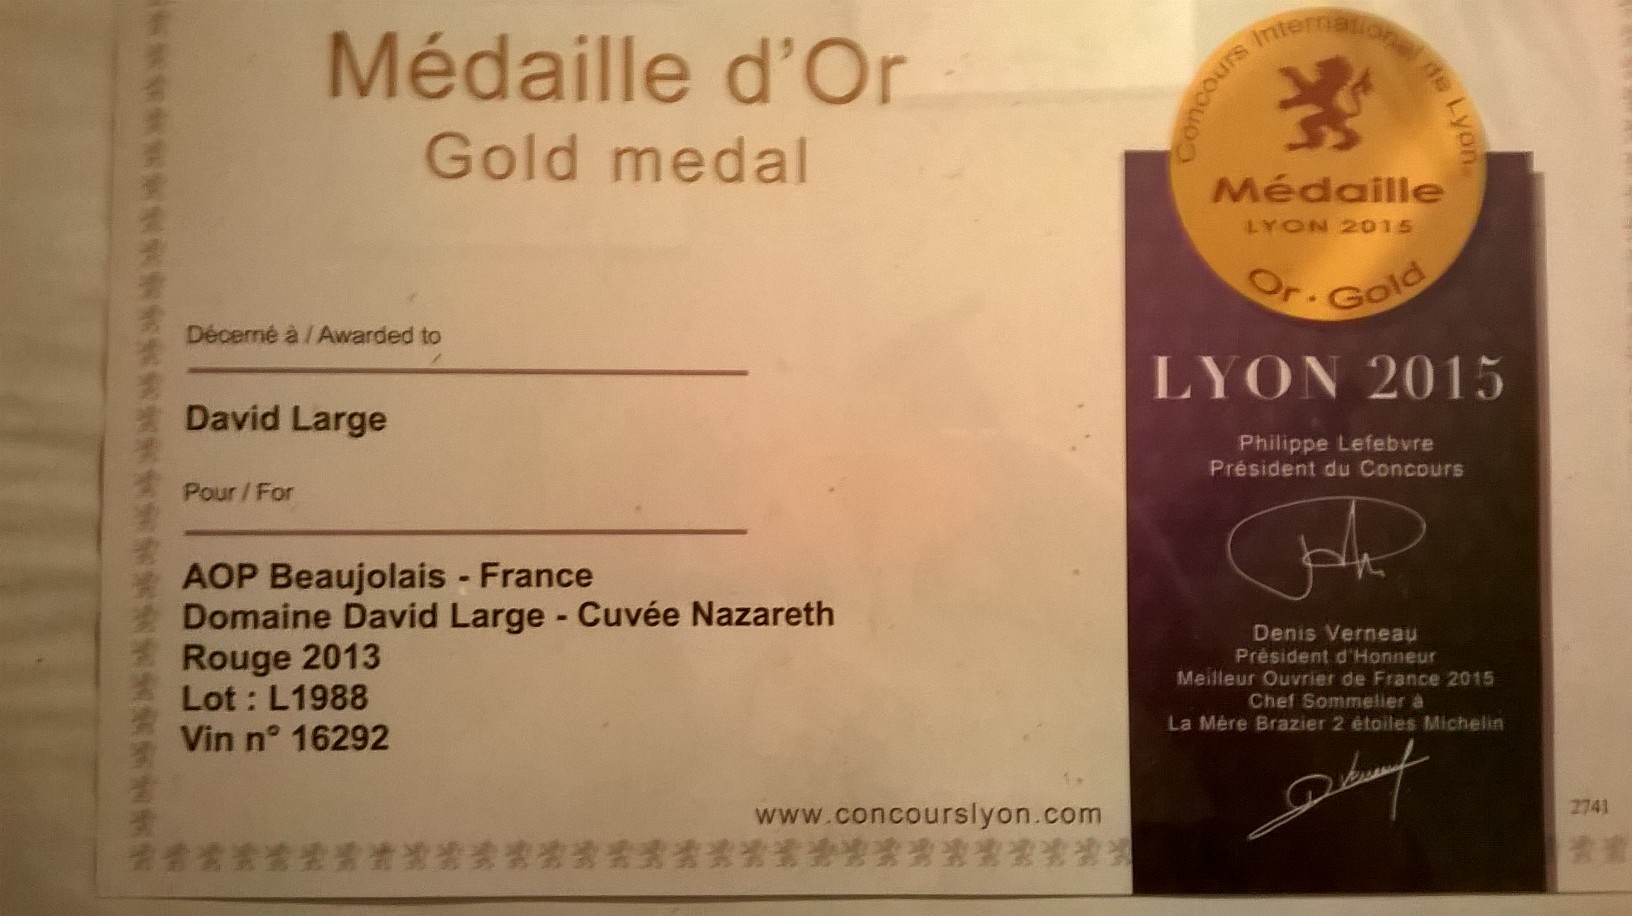 Médaille d'Or
Gold medal
Décerné à / Awarded to
David Large
Pour / For
AOP Beaujolais - France
Domaine David Large - Cuvée Nazareth
Rouge 2013
Lot : L1988
Vin n° 16292
www.concourslyon.com
Concours International de Lyon
Médaille
LYON 2015
Or · Gold
LYON 2015
Philippe Lefebvre
Président du Concours
Denis Verneau
Président d'Honneur
Meilleur Ouvrier de France 2015
Chef Sommelier à
La Mère Brazier 2 étoiles Michelin
2741